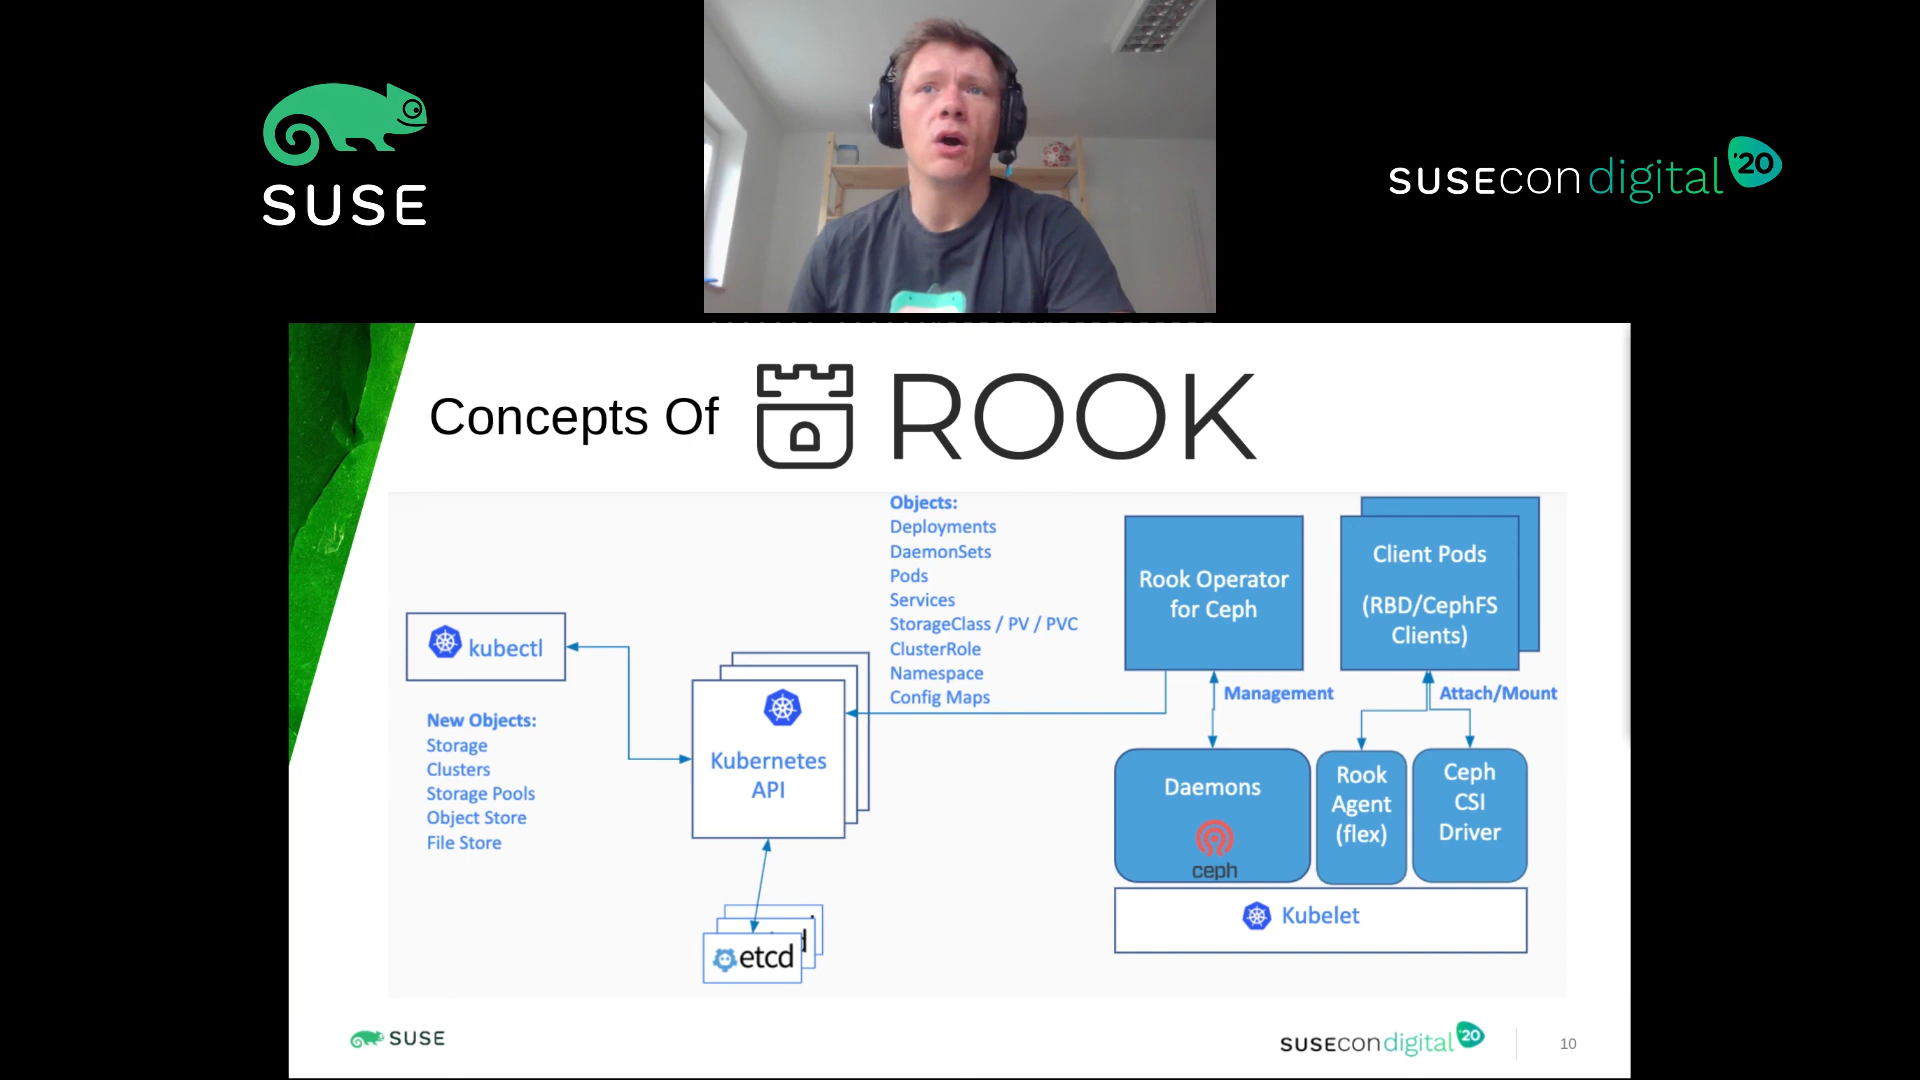 SUSE
SUSECON digital '20
Concepts Of ROOK
Objects:
Deployments
DaemonSets
Pods
Services
StorageClass / PV / PVC
ClusterRole
Namespace
Config Maps
Rook Operator
for Ceph
Client Pods
(RBD/CephFS
Clients)
kubectl
Management
Attach/Mount
New Objects:
Storage
Clusters
Storage Pools
Object Store
File Store
Kubernetes
API
Daemons
ceph
Rook
Agent
(flex)
Ceph
CSI
Driver
Kubelet
etcd
SUSE
SUSECON digital '20
10